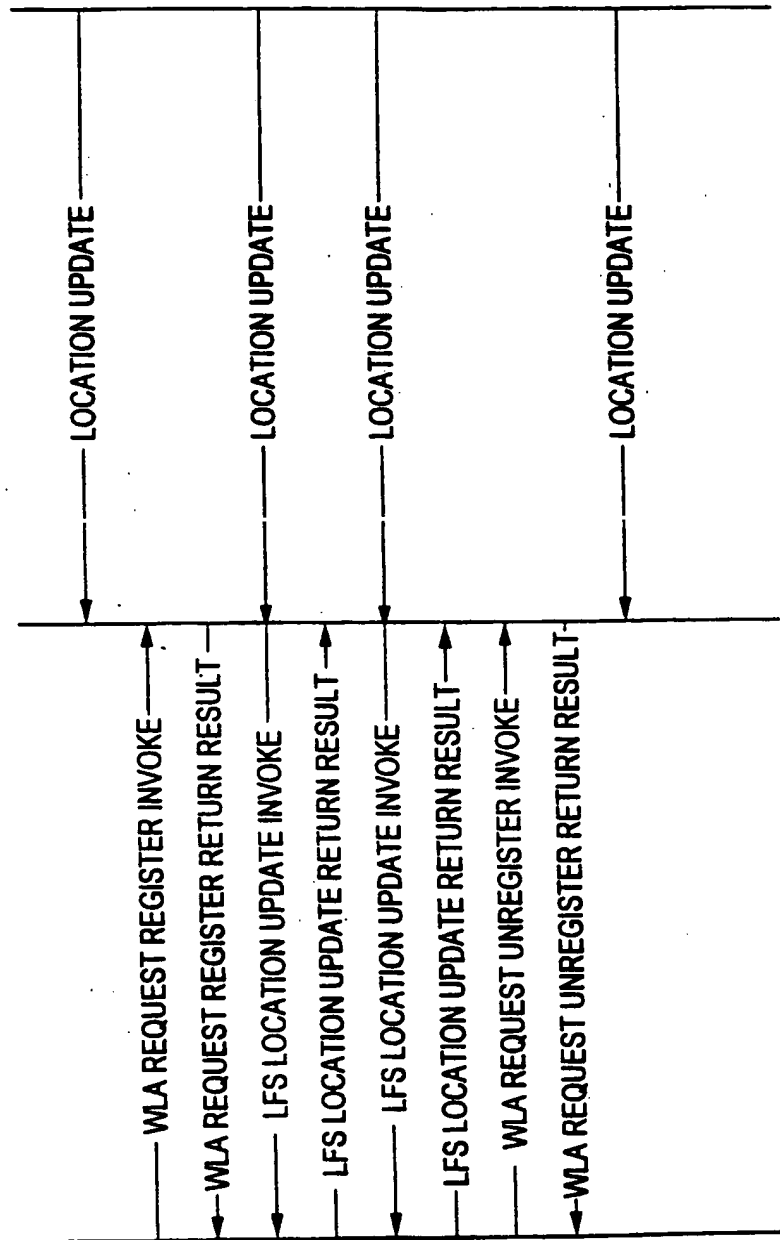 LOCATION UPDATE
WLA REQUEST REGISTER INVOKE
WLA REQUEST REGISTER RETURN RESULT
LFS LOCATION UPDATE INVOKE
LOCATION UPDATE
LFS LOCATION UPDATE RETURN RESULT
LFS LOCATION UPDATE INVOKE
LOCATION UPDATE
LFS LOCATION UPDATE RETURN RESULT
WLA REQUEST UNREGISTER INVOKE
WLA REQUEST UNREGISTER RETURN RESULT
LOCATION UPDATE